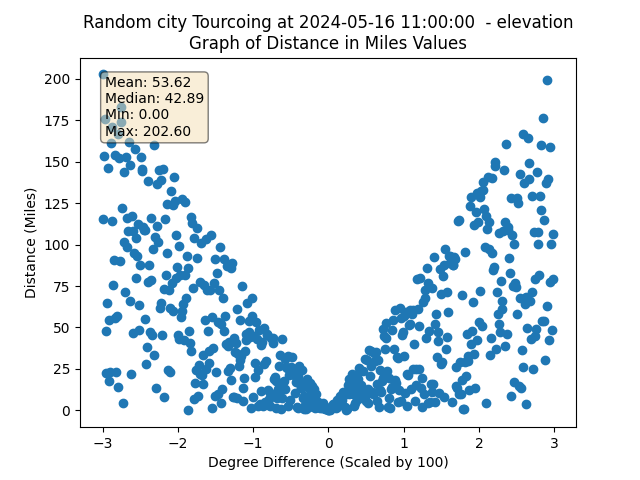 Random city Tourcoing at 2024-05-16 11:00:00  - elevation
Graph of Distance in Miles Values
Mean: 53.62
Median: 42.89
Min: 0.00
Max: 202.60
Distance (Miles)
200
175
150
125
100
75
50
25
0
−3
−2
−1
0
1
2
3
Degree Difference (Scaled by 100)